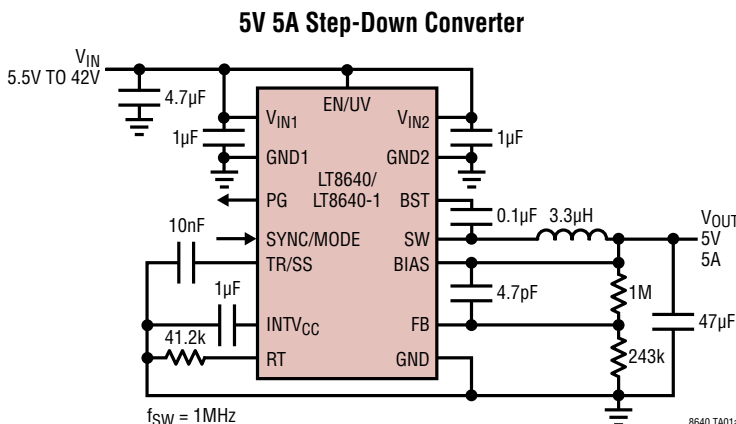 5V 5A Step-Down Converter
VIN
5.5V TO 42V
4.7µF
EN/UV
VIN1
VIN2
1µF
1µF
GND1
GND2
LT8640/
LT8640-1
PG
BST
10nF
0.1µF
3.3µH
VOUT
5V
5A
SYNC/MODE
SW
TR/SS
BIAS
1µF
4.7pF
1M
INTVCC
FB
47µF
41.2k
243k
RT
GND
fSW = 1MHz
8640 TA01a